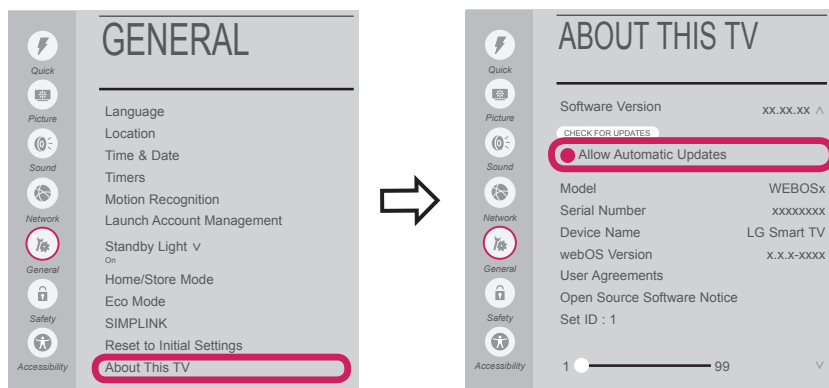 GENERAL
Quick
Picture
Sound
Network
General
Safety
Accessibility
Language
Location
Time & Date
Timers
Motion Recognition
Launch Account Management
Standby Light ∨
On
Home/Store Mode
Eco Mode
SIMPLINK
Reset to Initial Settings
About This TV
ABOUT THIS TV
Quick
Picture
Sound
Network
General
Safety
Accessibility
Software Version xx.xx.xx ∧
CHECK FOR UPDATES
Allow Automatic Updates
Model WEBOSx
Serial Number xxxxxxxx
Device Name LG Smart TV
webOS Version x.x.x-xxxx
User Agreements
Open Source Software Notice
Set ID : 1
1 99 ∨